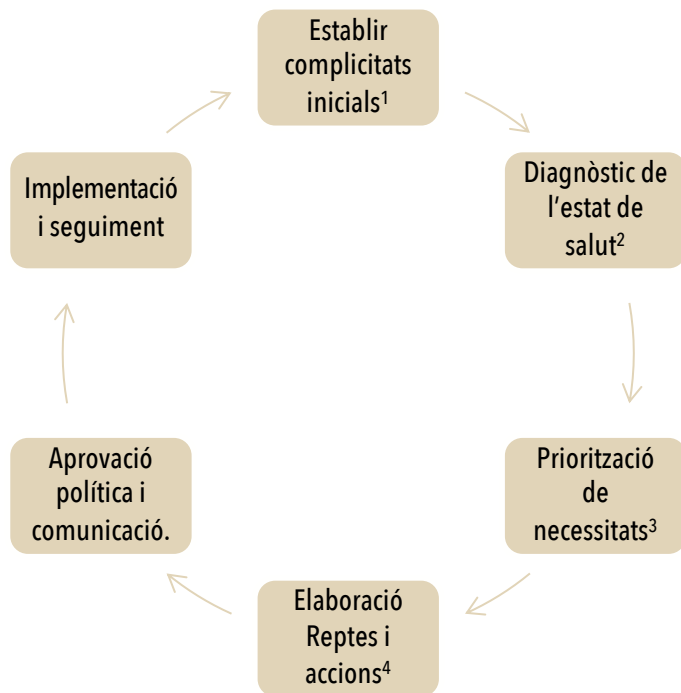 Establir
complicitats
inicials¹
Diagnòstic de
l’estat de
salut²
Priorització
de
necessitats³
Elaboració
Reptes i
accions⁴
Aprovació
política i
comunicació.
Implementació
i seguiment